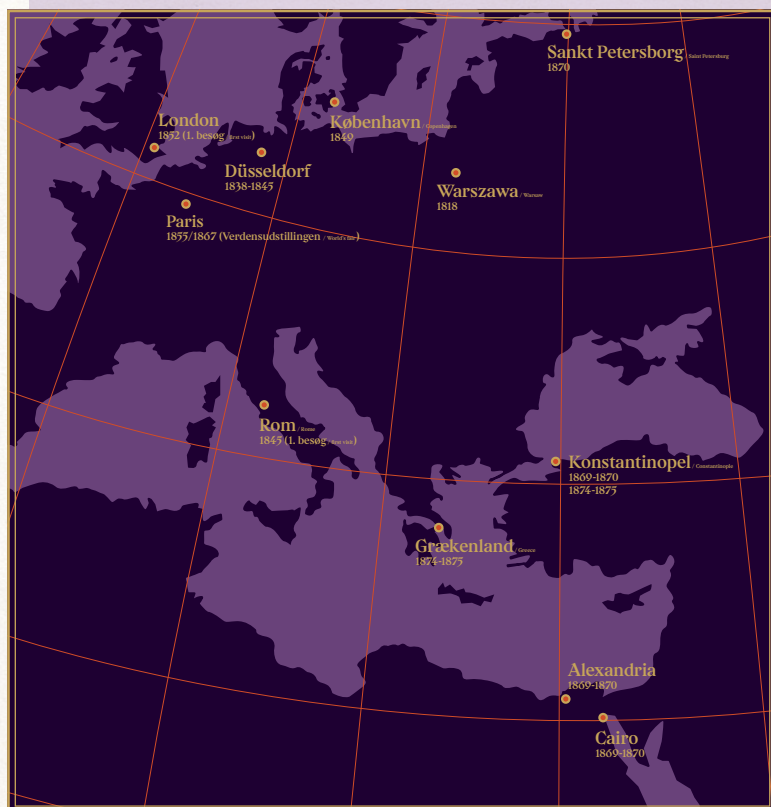 Sankt Petersborg / Saint Petersburg
1870
London
1852 (1. besøg / first visit)
København / Copenhagen
1849
Düsseldorf
1838-1845
Warszawa / Warsaw
1818
Paris
1855/1867 (Verdensudstillingen / World's fair)
Rom / Rome
1845 (1. besøg / first visit)
Konstantinopel / Constantinople
1869-1870
1874-1875
Grækenland / Greece
1874-1875
Alexandria
1869-1870
Cairo
1869-1870